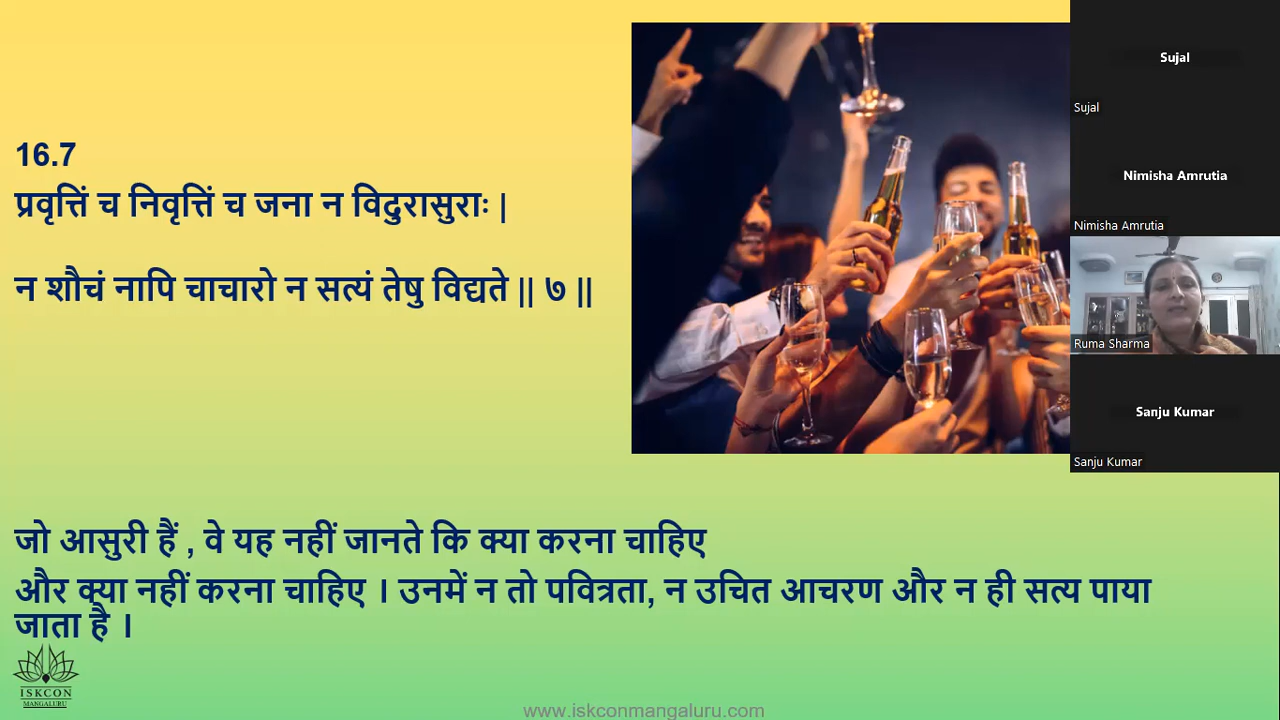 16.7
प्रवृत्तिं च निवृत्तिं च जना न विदुरासुराः |
न शौचं नापि चाचारो न सत्यं तेषु विद्यते || ७ ||
जो आसुरी हैं , वे यह नहीं जानते कि क्या करना चाहिए
और क्या नहीं करना चाहिए । उनमें न तो पवित्रता, न उचित आचरण और न ही सत्य पाया
जाता है ।
ISKCON
MANGALURU
www.iskconmangaluru.com
Sujal
Sujal
Nimisha Amrutia
Nimisha Amrutia
Ruma Sharma
Sanju Kumar
Sanju Kumar